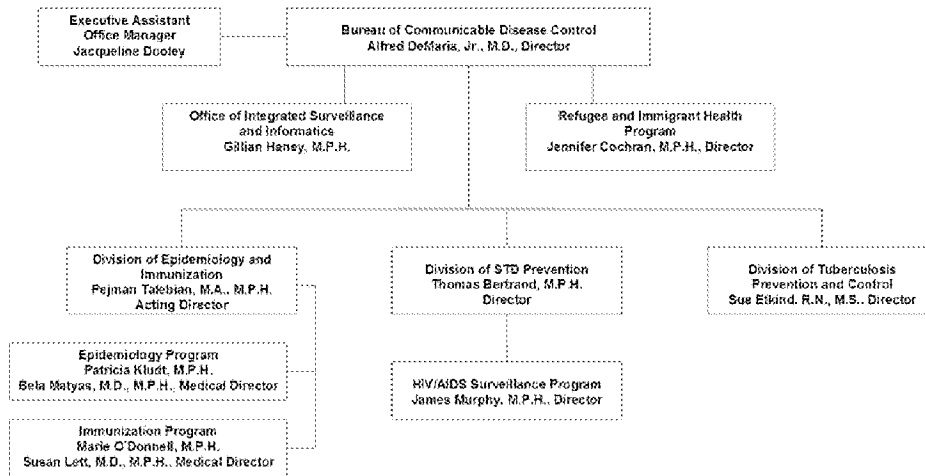 Executive Assistant
Office Manager
Jacqueline Dooley
Bureau of Communicable Disease Control
Alfred DeMaria, Jr., M.D., Director
Office of Integrated Surveillance
and Informatics
Gillian Haney, M.P.H.
Refugee and Immigrant Health
Program
Jennifer Cochran, M.P.H., Director
Division of Epidemiology and
Immunization
Pejman Talebian, M.A., M.P.H.
Acting Director
Division of STD Prevention
Thomas Bertrand, M.P.H.
Director
Division of Tuberculosis
Prevention and Control
Sue Etkind, R.N., M.S., Director
Epidemiology Program
Patricia Kludt, M.P.H.
Bela Matyas, M.D., M.P.H., Medical Director
HIV/AIDS Surveillance Program
James Murphy, M.P.H., Director
Immunization Program
Marie O'Donnell, M.P.H.
Susan Lett, M.D., M.P.H., Medical Director